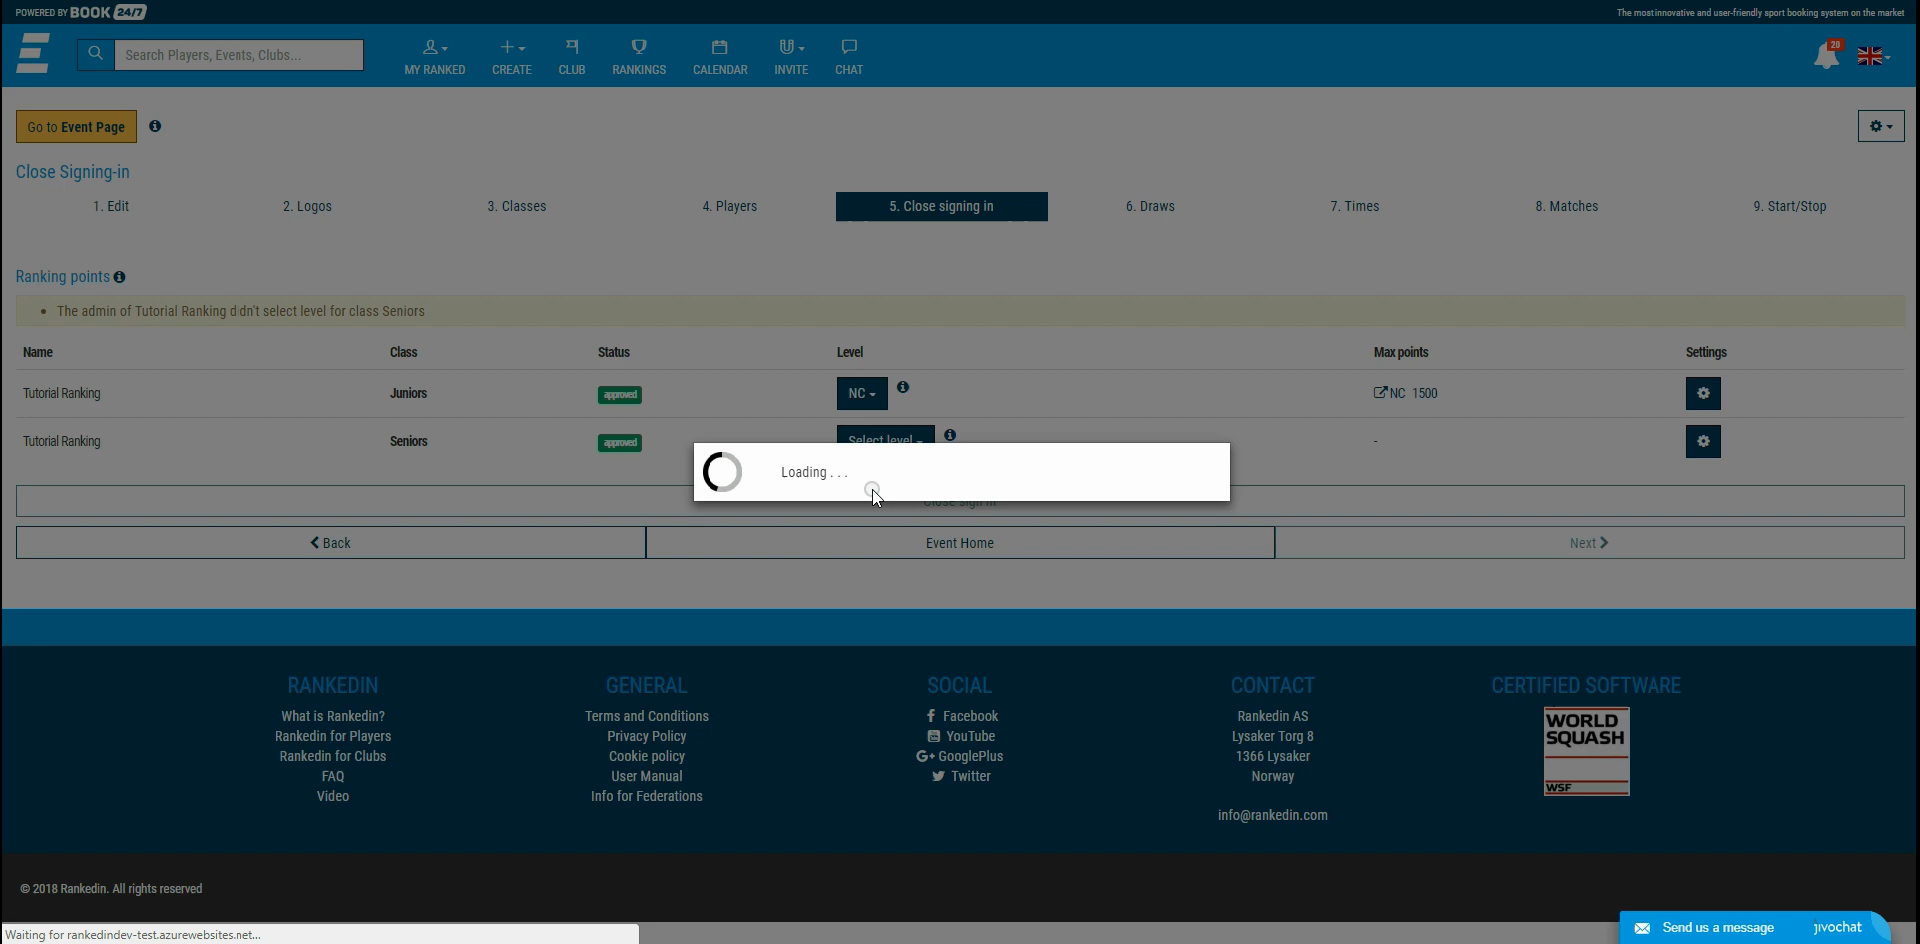 POWERED BY BOOK 24/7
The most innovative and user-friendly sport booking system on the market
Search Players, Events, Clubs...
MY RANKED
CREATE
CLUB
RANKINGS
CALENDAR
INVITE
CHAT
20
Go to Event Page
Close Signing-in
1. Edit
2. Logos
3. Classes
4. Players
5. Close signing in
6. Draws
7. Times
8. Matches
9. Start/Stop
Ranking points
• The admin of Tutorial Ranking didn't select level for class Seniors
Name Class Status Level Max points Settings
Tutorial Ranking Juniors approved NC NC 1500
Tutorial Ranking Seniors approved Select level -
Loading . . .
Close sign in
Back
Event Home
Next
RANKEDIN
What is Rankedin?
Rankedin for Players
Rankedin for Clubs
FAQ
Video
GENERAL
Terms and Conditions
Privacy Policy
Cookie policy
User Manual
Info for Federations
SOCIAL
Facebook
YouTube
G+ GooglePlus
Twitter
CONTACT
Rankedin AS
Lysaker Torg 8
1366 Lysaker
Norway
info@rankedin.com
CERTIFIED SOFTWARE
WORLD
SQUASH
WSF
© 2018 Rankedin. All rights reserved
Waiting for rankedindev-test.azurewebsites.net...
Send us a message jivochat